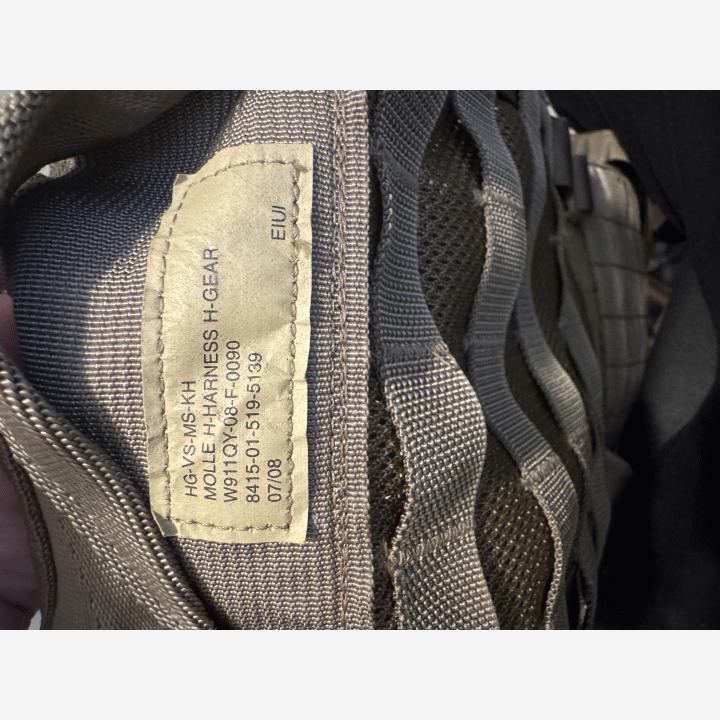 HG-VS-MS-KH
MOLLE H-HARNESS H-GEAR
W911QY-08-F-0090
8415-01-519-5139
07/08 EIUI